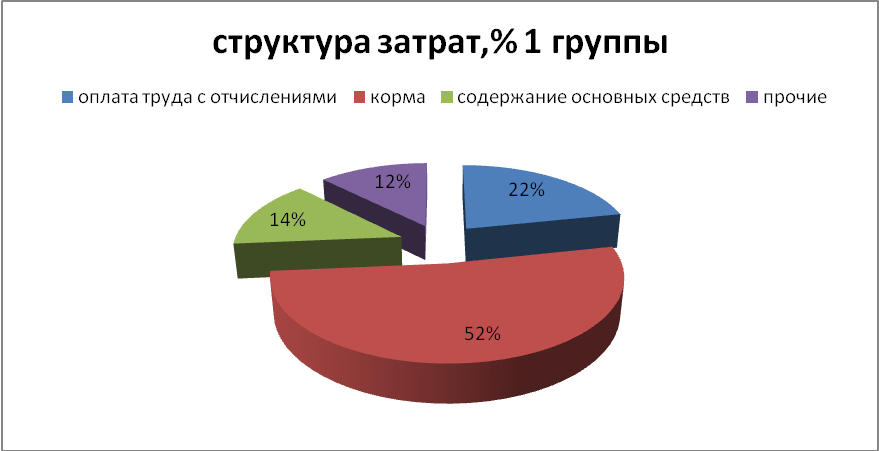 структура затрат,% 1 группы
оплата труда с отчислениями корма содержание основных средств прочие
12%
22%
14%
52%